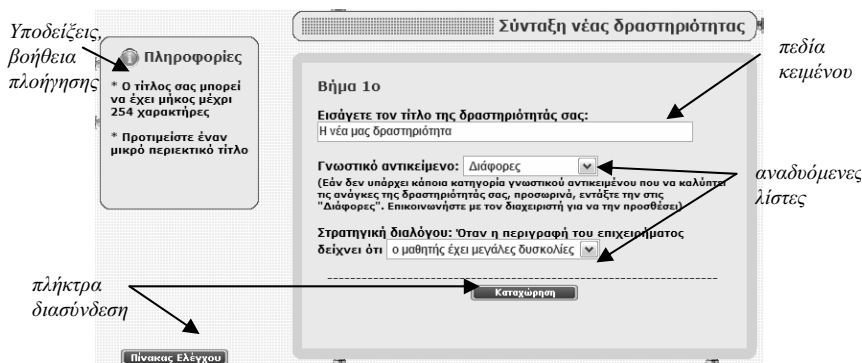 Υποδείξεις,
βοήθεια
πλοήγησης
Πληροφορίες
* Ο τίτλος σας μπορεί
να έχει μήκος μέχρι
254 χαρακτήρες
* Προτιμείστε έναν
μικρό περιεκτικό τίτλο
Σύνταξη νέας δραστηριότητας
πεδία
κειμένου
Βήμα 1ο
Εισάγετε τον τίτλο της δραστηριότητάς σας:
Η νέα μας δραστηριότητα
Γνωστικό αντικείμενο: Διάφορες
(Εάν δεν υπάρχει κάποια κατηγορία γνωστικού αντικειμένου που να καλύπτει
τις ανάγκες της δραστηριότητάς σας, προσωρινά, εντάξτε την στις
"Διάφορες". Επικοινωνήστε με τον διαχειριστή για να την προσθέσει)
αναδυόμενες
λίστες
Στρατηγική διαλόγου: Όταν η περιγραφή του επιχειρήματος
δείχνει ότι ο μαθητής έχει μεγάλες δυσκολίες
πλήκτρα
διασύνδεση
Καταχώρηση
Πίνακας Ελέγχου